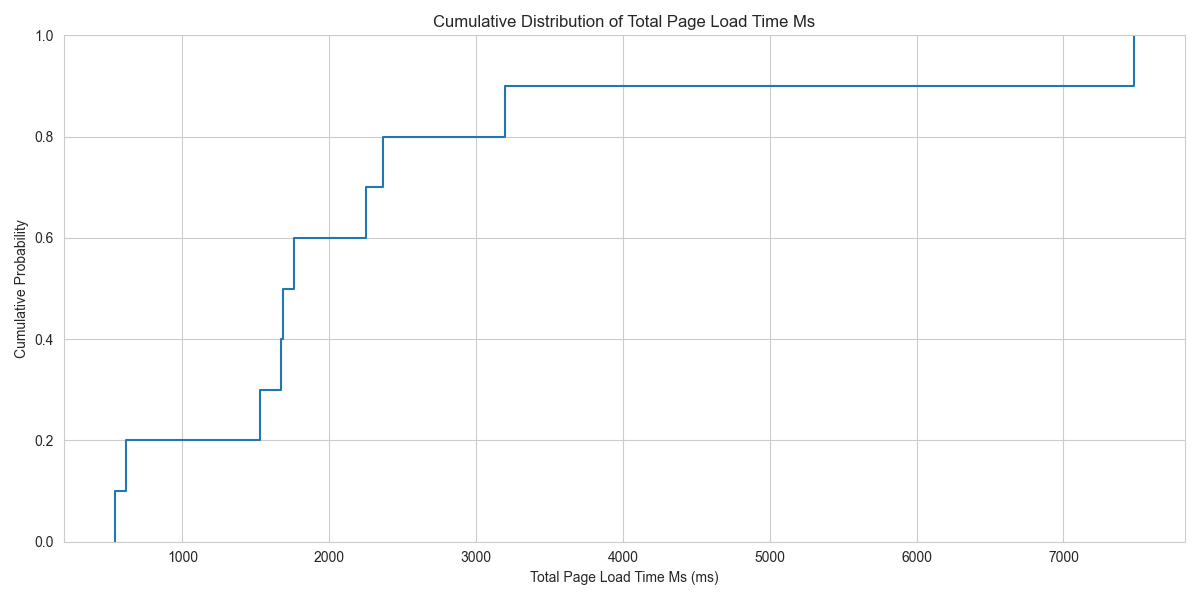 Cumulative Distribution of Total Page Load Time Ms
1.0
0.8
0.6
0.4
0.2
0.0
Cumulative Probability
1000 2000 3000 4000 5000 6000 7000
Total Page Load Time Ms (ms)